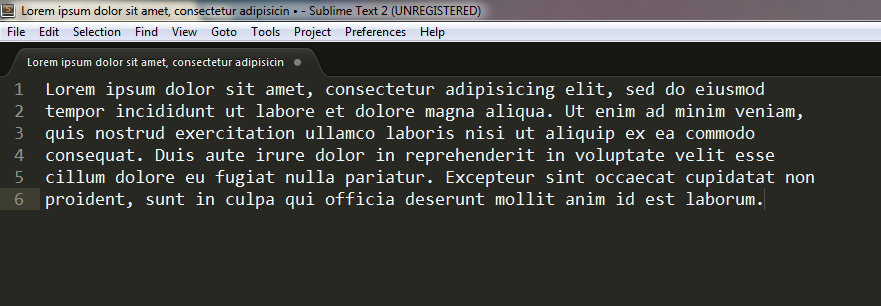 Lorem ipsum dolor sit amet, consectetur adipisicin • - Sublime Text 2 (UNREGISTERED)
File Edit Selection Find View Goto Tools Project Preferences Help
Lorem ipsum dolor sit amet, consectetur adipisicin
1 Lorem ipsum dolor sit amet, consectetur adipisicing elit, sed do eiusmod
2 tempor incididunt ut labore et dolore magna aliqua. Ut enim ad minim veniam,
3 quis nostrud exercitation ullamco laboris nisi ut aliquip ex ea commodo
4 consequat. Duis aute irure dolor in reprehenderit in voluptate velit esse
5 cillum dolore eu fugiat nulla pariatur. Excepteur sint occaecat cupidatat non
6 proident, sunt in culpa qui officia deserunt mollit anim id est laborum.